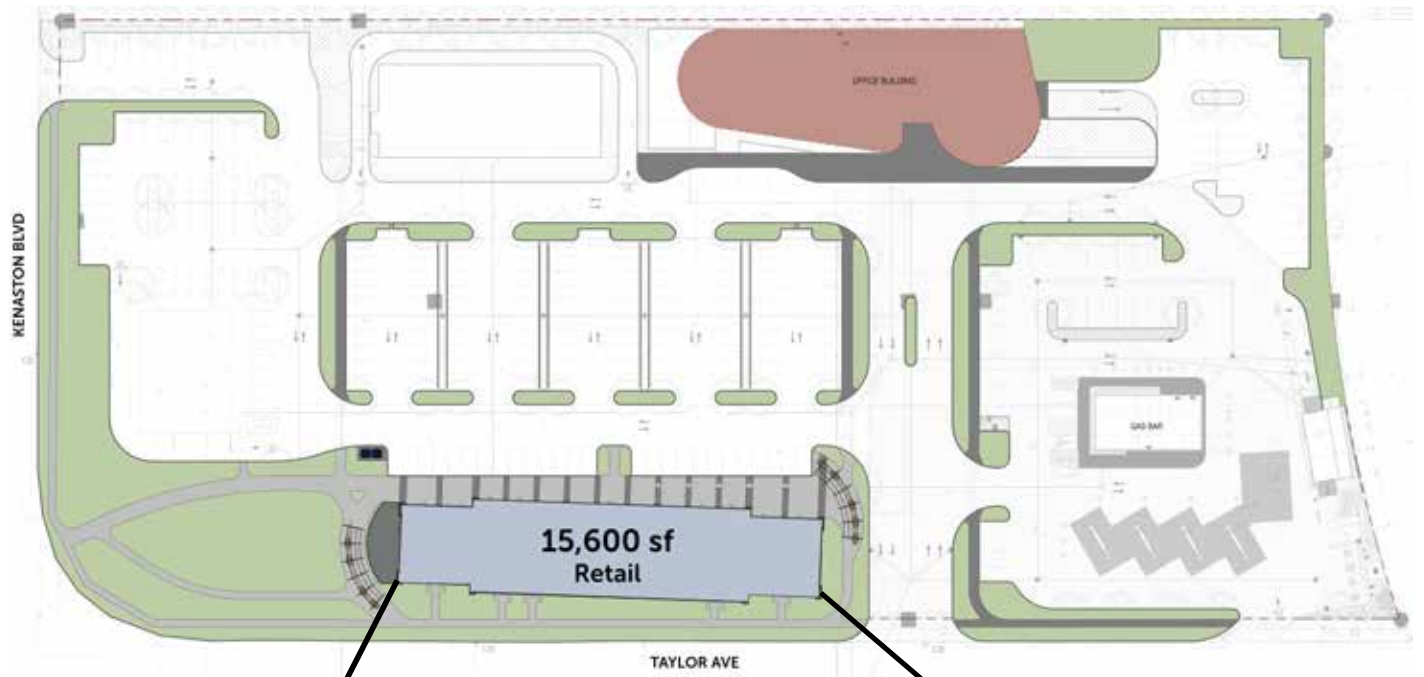 OFFICE BUILDING
KENASTON BLVD
GAS BAR
15,600 sf
Retail
TAYLOR AVE